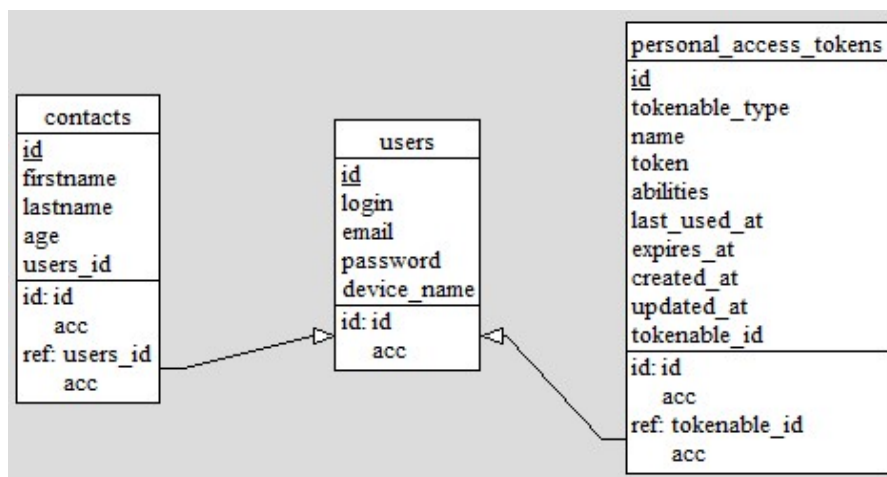 contacts
id
firstname
lastname
age
users_id
id: id
acc
ref: users_id
acc
users
id
login
email
password
device_name
id: id
acc
personal_access_tokens
id
tokenable_type
name
token
abilities
last_used_at
expires_at
created_at
updated_at
tokenable_id
id: id
acc
ref: tokenable_id
acc